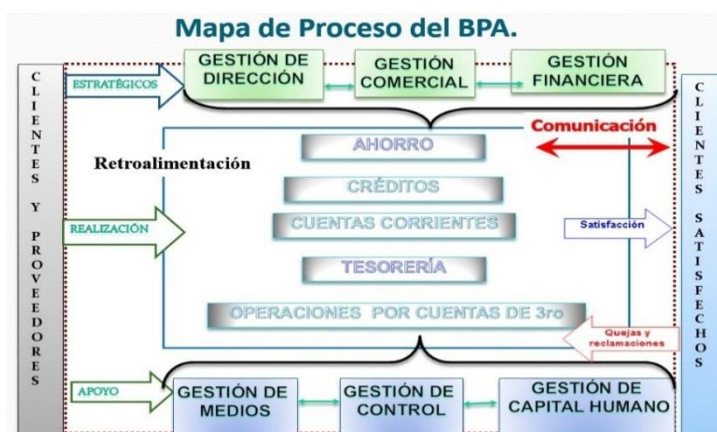 Mapa de Proceso del BPA.
CLIENTES Y PROVEEDORES
ESTRATÉGICOS
GESTIÓN DE
DIRECCIÓN
GESTIÓN
COMERCIAL
GESTIÓN
FINANCIERA
Comunicación
Retroalimentación
AHORRO
CRÉDITOS
REALIZACIÓN
CUENTAS CORRIENTES
Satisfacción
TESORERÍA
OPERACIONES POR CUENTAS DE 3ro
Quejas y
reclamaciones
APOYO
GESTIÓN DE
MEDIOS
GESTIÓN DE
CONTROL
GESTIÓN DE
CAPITAL HUMANO
CLIENTES SATISFECHOS